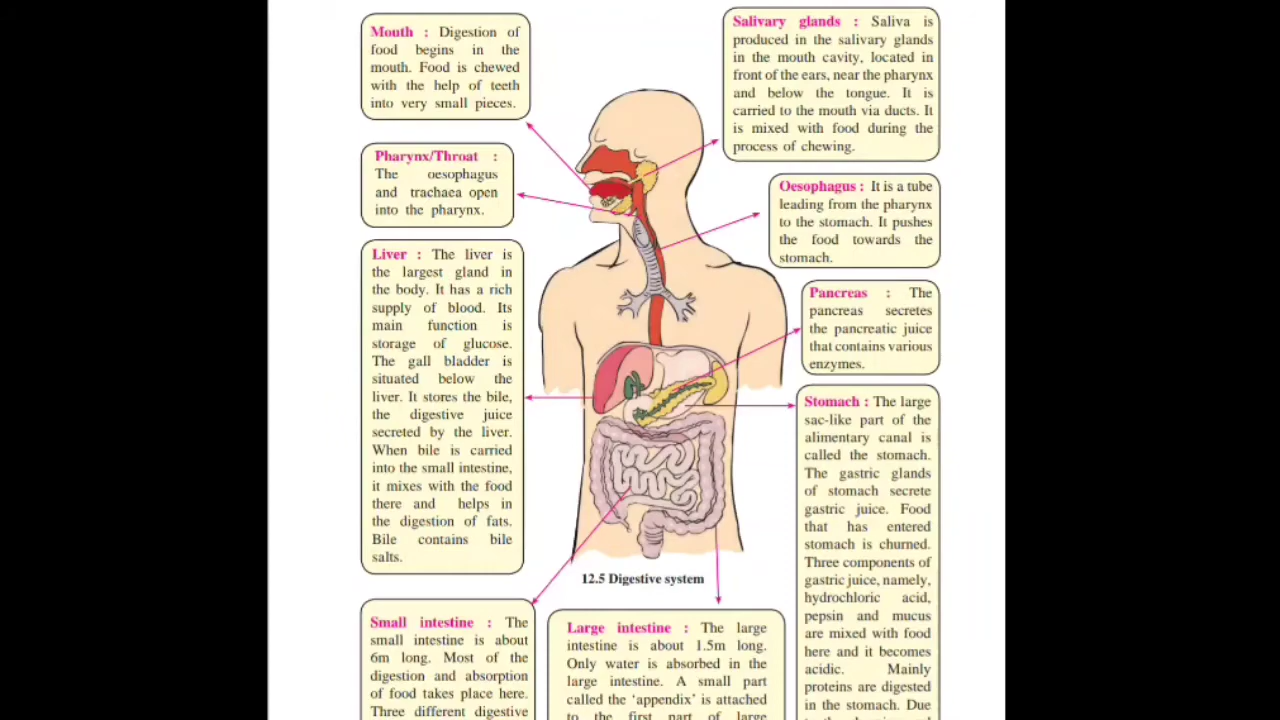 Mouth : Digestion of
food begins in the
mouth. Food is chewed
with the help of teeth
into very small pieces.
Salivary glands : Saliva is
produced in the salivary glands
in the mouth cavity, located in
front of the ears, near the pharynx
and below the tongue. It is
carried to the mouth via ducts. It
is mixed with food during the
process of chewing.
Pharynx/Throat :
The oesophagus
and trachaea open
into the pharynx.
Oesophagus : It is a tube
leading from the pharynx
to the stomach. It pushes
the food towards the
stomach.
Liver : The liver is
the largest gland in
the body. It has a rich
supply of blood. Its
main function is
storage of glucose.
The gall bladder is
situated below the
liver. It stores the bile,
the digestive juice
secreted by the liver.
When bile is carried
into the small intestine,
it mixes with the food
there and helps in
the digestion of fats.
Bile contains bile
salts.
Pancreas : The
pancreas secretes
the pancreatic juice
that contains various
enzymes.
Stomach : The large
sac-like part of the
alimentary canal is
called the stomach.
The gastric glands
of stomach secrete
gastric juice. Food
that has entered
stomach is churned.
Three components of
gastric juice, namely,
hydrochloric acid,
pepsin and mucus
are mixed with food
here and it becomes
acidic. Mainly
proteins are digested
in the stomach. Due
12.5 Digestive system
Small intestine : The
small intestine is about
6m long. Most of the
digestion and absorption
of food takes place here.
Three different digestive
Large intestine : The large
intestine is about 1.5m long.
Only water is absorbed in the
large intestine. A small part
called the ‘appendix’ is attached
to the first part of large